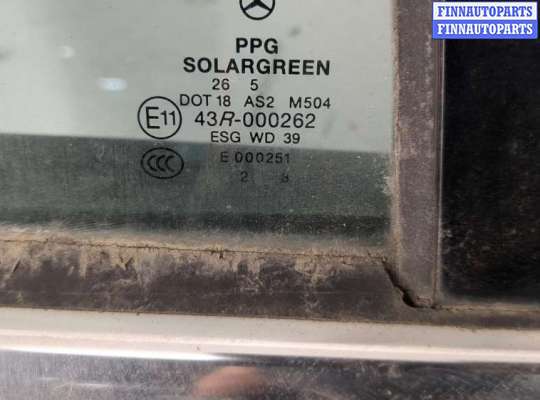 FINNAUTOPARTS
FINNAUTOPARTS
PPG
SOLARGREEN
26 5
DOT 18 AS2 M504
E11 43R-000262
ESG WD 39
CCC E 000251
2